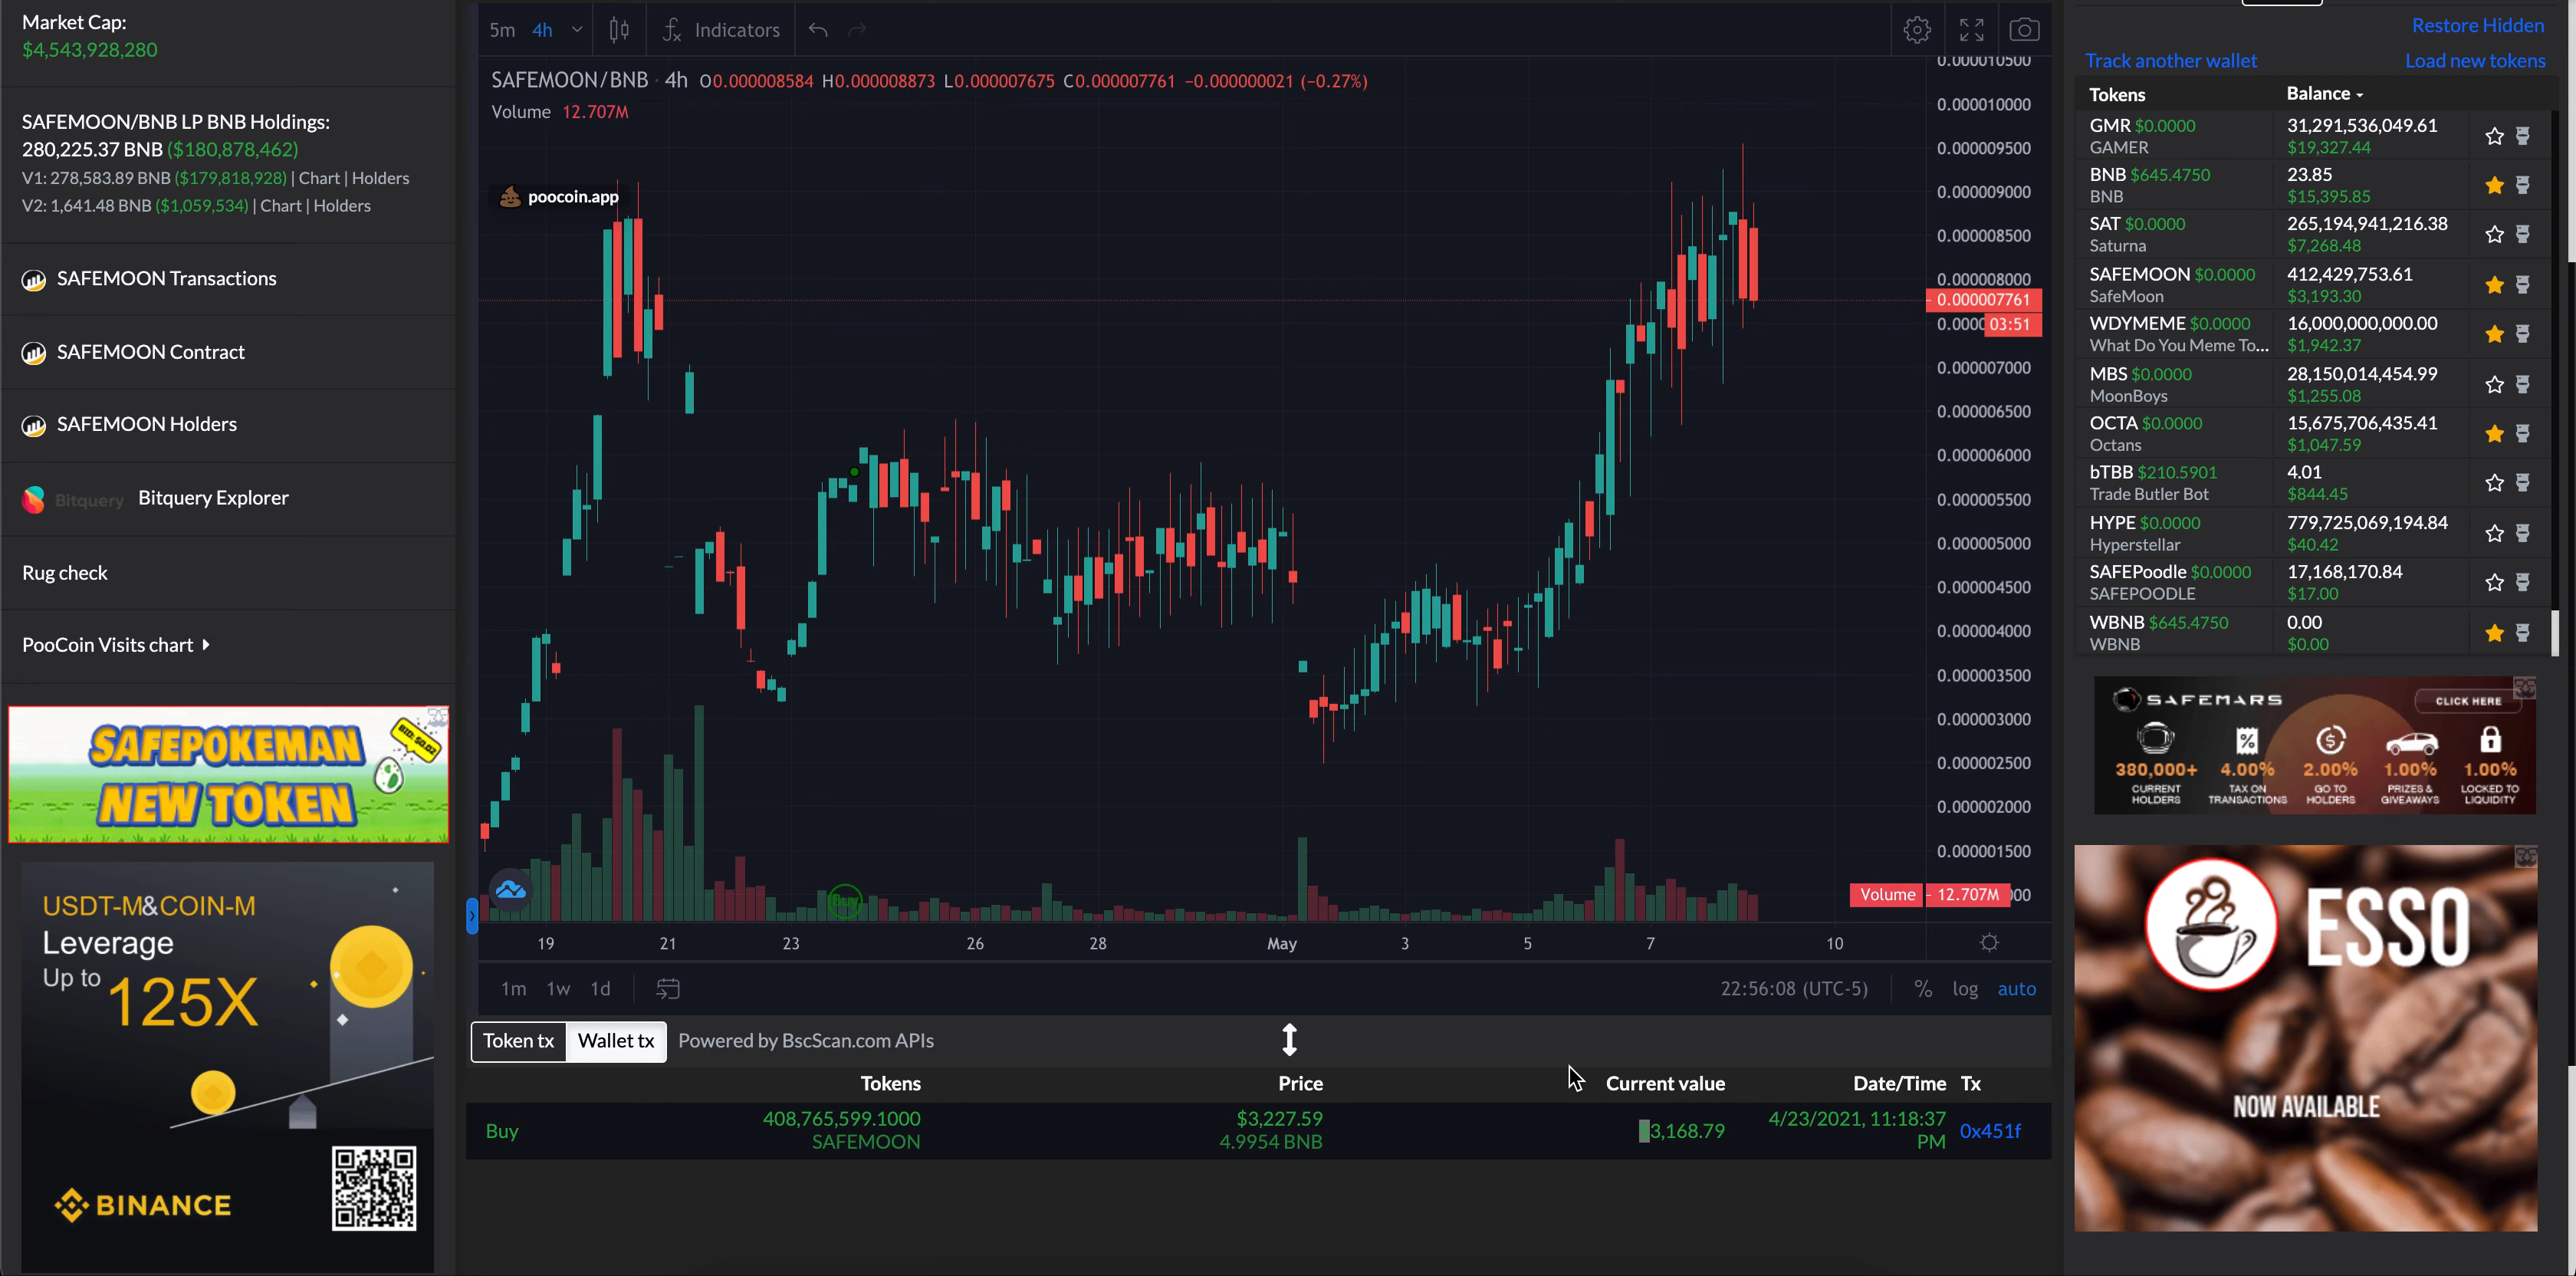 Market Cap:
$4,543,928,280
SAFEMOON/BNB LP BNB Holdings:
280,225.37 BNB ($180,878,462)
V1: 278,583.89 BNB ($179,818,928) | Chart | Holders
V2: 1,641.48 BNB ($1,059,534) | Chart | Holders
SAFEMOON Transactions
SAFEMOON Contract
SAFEMOON Holders
Bitquery Bitquery Explorer
Rug check
PooCoin Visits chart
SAFEPOKEMAN
NEW TOKEN
BID: $0.02
USDT-M&COIN-M
Leverage
Up to 125X
BINANCE
5m 4h Indicators
SAFEMOON/BNB · 4h O0.000008584 H0.000008873 L0.000007675 C0.000007761 −0.000000021 (−0.27%)
Volume 12.707M
poocoin.app
Buy
0.000010500
0.000010000
0.000009500
0.000009000
0.000008500
0.000008000
0.000007761
03:51
0.000007000
0.000006500
0.000006000
0.000005500
0.000005000
0.000004500
0.000004000
0.000003500
0.000003000
0.000002500
0.000002000
0.000001500
Volume 12.707M
19 21 23 26 28 May 3 5 7 10
1m 1w 1d 22:56:08 (UTC-5) % log auto
Token tx Wallet tx Powered by BscScan.com APIs
Tokens Price Current value Date/Time Tx
Buy 408,765,599.1000 $3,227.59 $3,168.79 4/23/2021, 11:18:37 0x451f
SAFEMOON 4.9954 BNB PM
Restore Hidden
Track another wallet Load new tokens
Tokens Balance
GMR $0.0000 31,291,536,049.61
GAMER $19,327.44
BNB $645.4750 23.85
BNB $15,395.85
SAT $0.0000 265,194,941,216.38
Saturna $7,268.48
SAFEMOON $0.0000 412,429,753.61
SafeMoon $3,193.30
WDYMEME $0.0000 16,000,000,000.00
What Do You Meme To... $1,942.37
MBS $0.0000 28,150,014,454.99
MoonBoys $1,255.08
OCTA $0.0000 15,675,706,435.41
Octans $1,047.59
bTBB $210.5901 4.01
Trade Butler Bot $844.45
HYPE $0.0000 779,725,069,194.84
Hyperstellar $40.42
SAFEPoodle $0.0000 17,168,170.84
SAFEPOODLE $17.00
WBNB $645.4750 0.00
WBNB $0.00
SAFEMARS CLICK HERE
380,000+ 4.00% 2.00% 1.00% 1.00%
CURRENT TAX ON GO TO PRIZES & LOCKED TO
HOLDERS TRANSACTIONS HOLDERS GIVEAWAYS LIQUIDITY
ESSO
NOW AVAILABLE